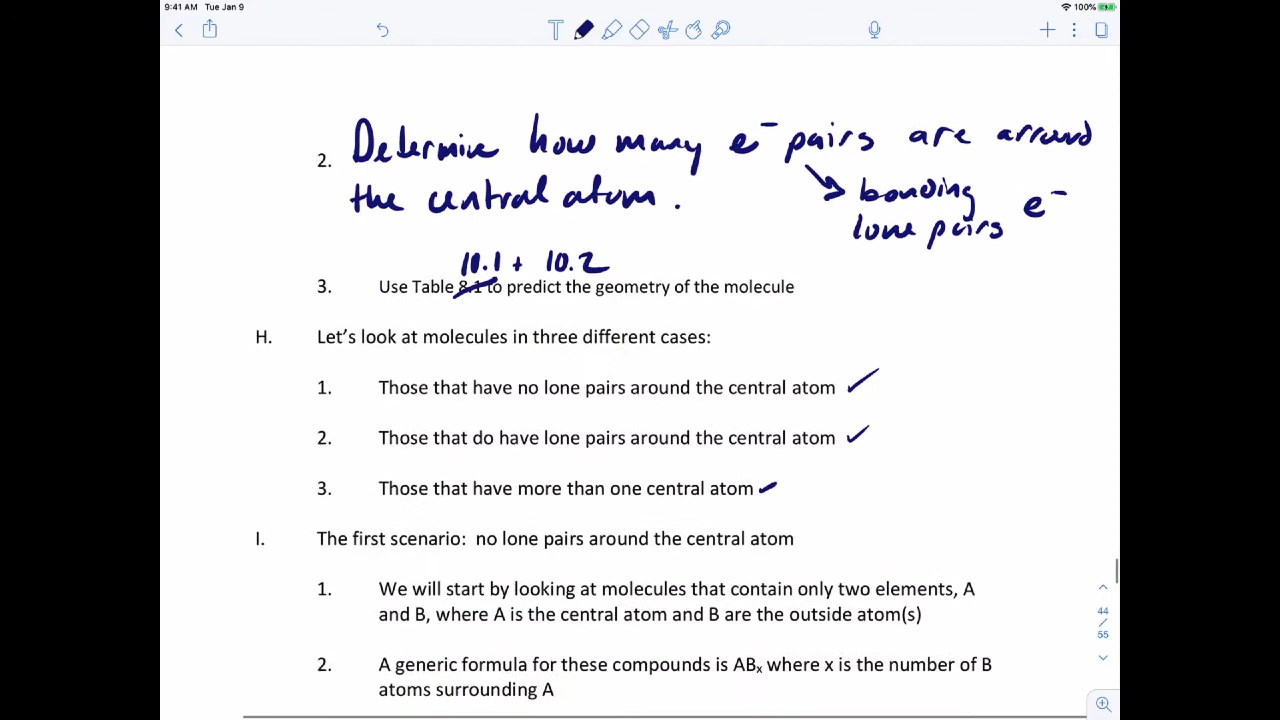 9:41 AM Tue Jan 9
100%
Determine how many e⁻ pairs are arround
2.
the central atom.
bonding
lone pairs e⁻
10.1 + 10.2
3. Use Table 8.1 to predict the geometry of the molecule
H. Let's look at molecules in three different cases:
1. Those that have no lone pairs around the central atom ✓
2. Those that do have lone pairs around the central atom ✓
3. Those that have more than one central atom ✓
I. The first scenario: no lone pairs around the central atom
1. We will start by looking at molecules that contain only two elements, A
and B, where A is the central atom and B are the outside atom(s)
2. A generic formula for these compounds is ABₓ where x is the number of B
atoms surrounding A
44
/
55